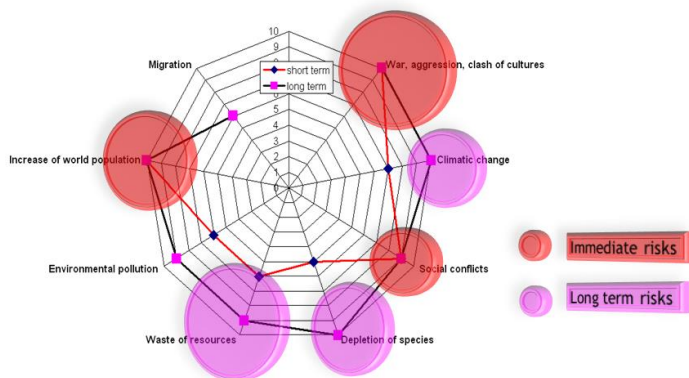 10
9
8
War, aggression, clash of cultures
Migration
short term
long term
6
5
4
3
2
1
0
Increase of world population
Climatic change
Environmental pollution
Social conflicts
Waste of resources
Depletion of species
Immediate risks
Long term risks